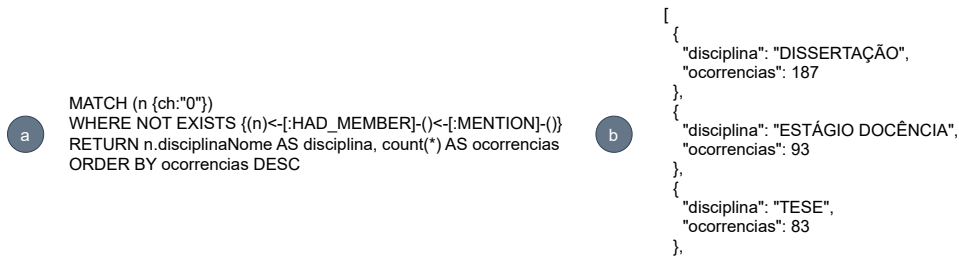 a
MATCH (n {ch:"0"})
WHERE NOT EXISTS {(n)<-[:HAD_MEMBER]-()<-[:MENTION]-()}
RETURN n.disciplinaNome AS disciplina, count(*) AS ocorrencias
ORDER BY ocorrencias DESC
b
[
{
"disciplina": "DISSERTAÇÃO",
"ocorrencias": 187
},
{
"disciplina": "ESTÁGIO DOCÊNCIA",
"ocorrencias": 93
},
{
"disciplina": "TESE",
"ocorrencias": 83
},